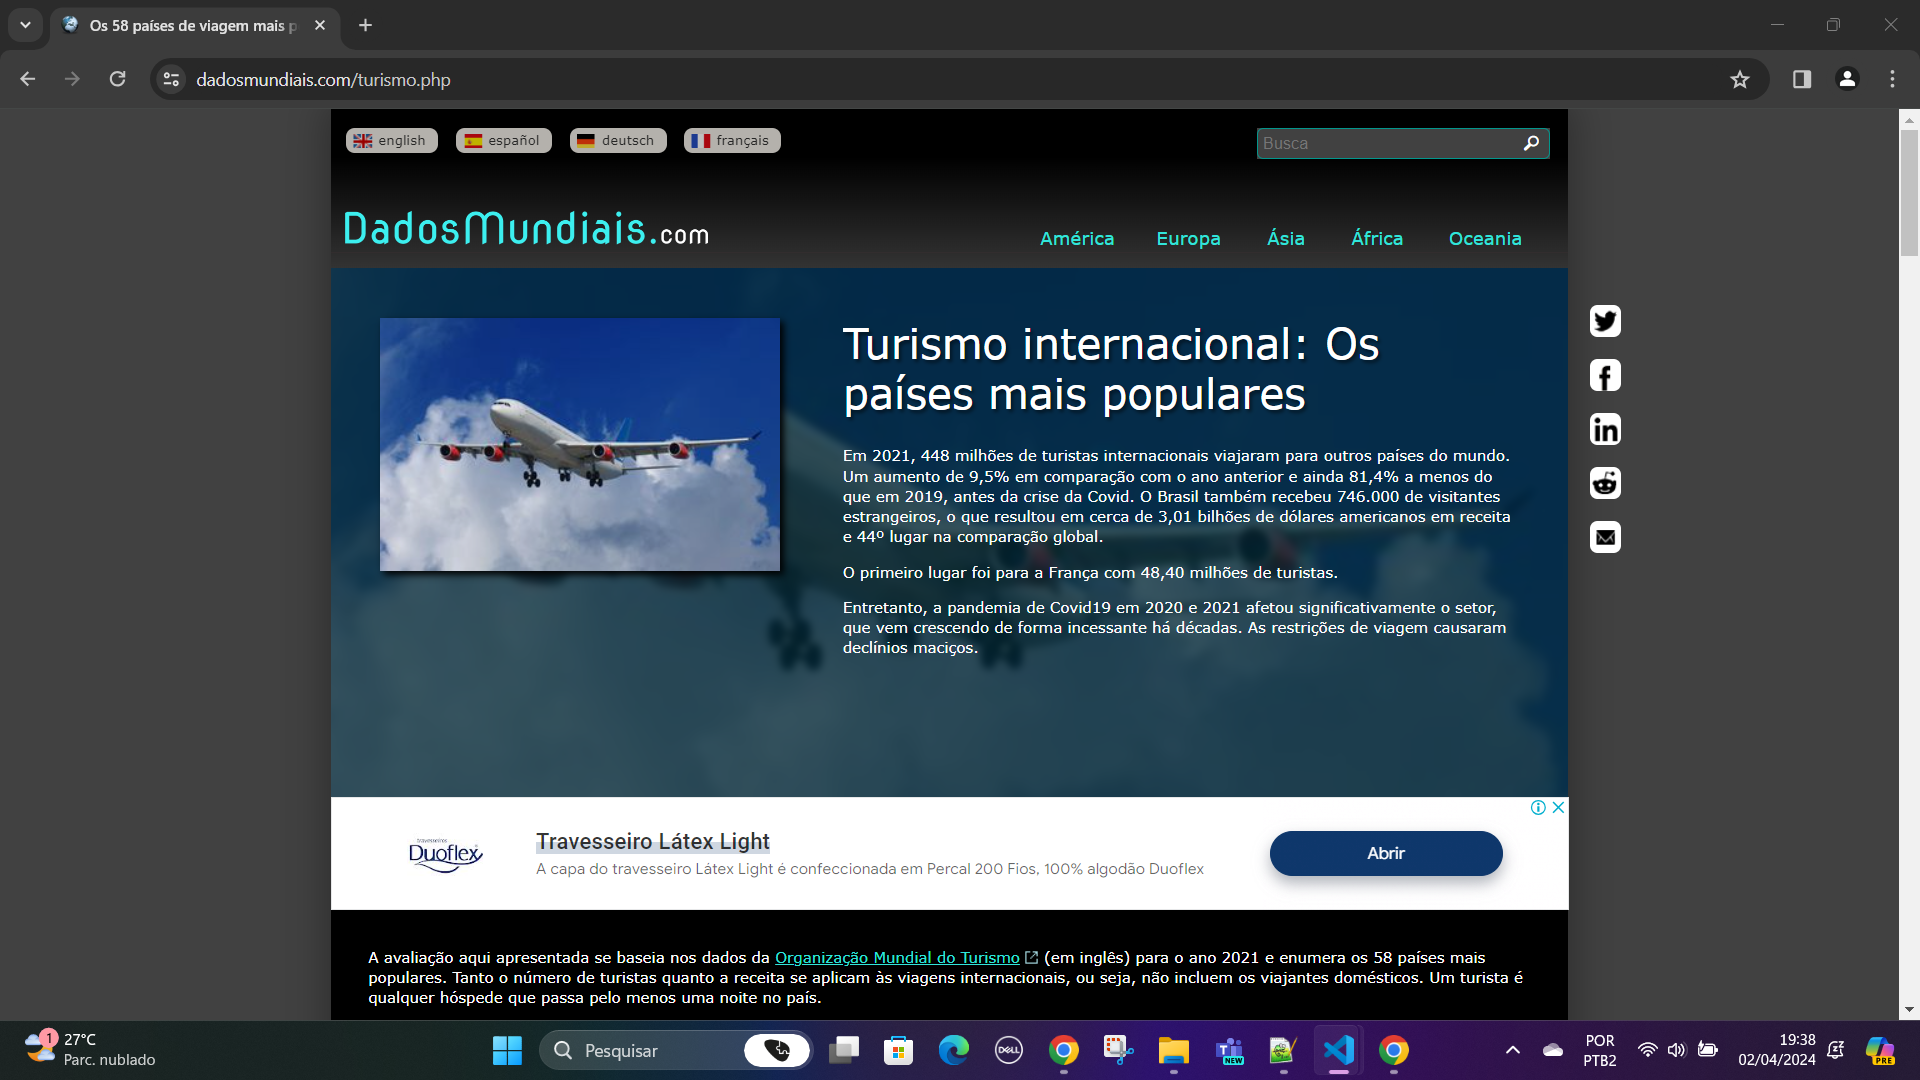 Os 58 países de viagem mais p
dadosmundiais.com/turismo.php
english
español
deutsch
français
Busca
DadosMundiais.com
América
Europa
Ásia
África
Oceania
Turismo internacional: Os
países mais populares
Em 2021, 448 milhões de turistas internacionais viajaram para outros países do mundo.
Um aumento de 9,5% em comparação com o ano anterior e ainda 81,4% a menos do
que em 2019, antes da crise da Covid. O Brasil também recebeu 746.000 de visitantes
estrangeiros, o que resultou em cerca de 3,01 bilhões de dólares americanos em receita
e 44º lugar na comparação global.
O primeiro lugar foi para a França com 48,40 milhões de turistas.
Entretanto, a pandemia de Covid19 em 2020 e 2021 afetou significativamente o setor,
que vem crescendo de forma incessante há décadas. As restrições de viagem causaram
declínios maciços.
Travesseiros
Duoflex
Travesseiro Látex Light
A capa do travesseiro Látex Light é confeccionada em Percal 200 Fios, 100% algodão Duoflex
Abrir
A avaliação aqui apresentada se baseia nos dados da Organização Mundial do Turismo (em inglês) para o ano 2021 e enumera os 58 países mais
populares. Tanto o número de turistas quanto a receita se aplicam às viagens internacionais, ou seja, não incluem os viajantes domésticos. Um turista é
qualquer hóspede que passa pelo menos uma noite no país.
1
27°C
Parc. nublado
Pesquisar
DELL
NEW
POR
PTB2
19:38
02/04/2024
PRE